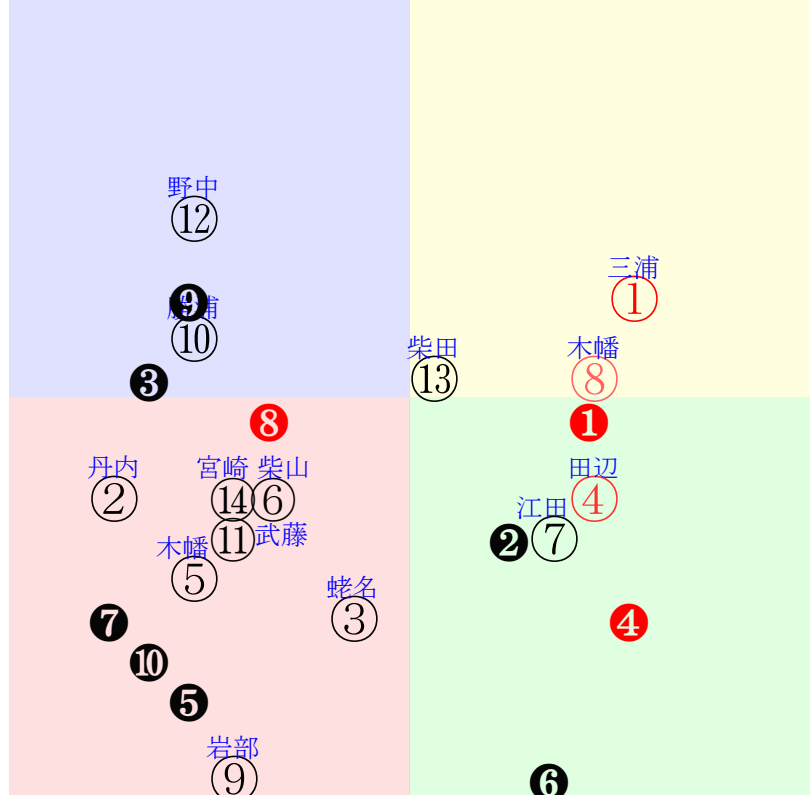 野中
⑫
❾
浦
⑩
三浦
①
柴田
⑬
木幡
⑧
❸
❽
❶
丹内
②
宮崎
⑭
柴山
⑥
田辺
④
江田
⑦
❷
武藤
⑪
木幡
⑤
蛯名
③
❼
❹
❿
❺
岩部
⑨
❻